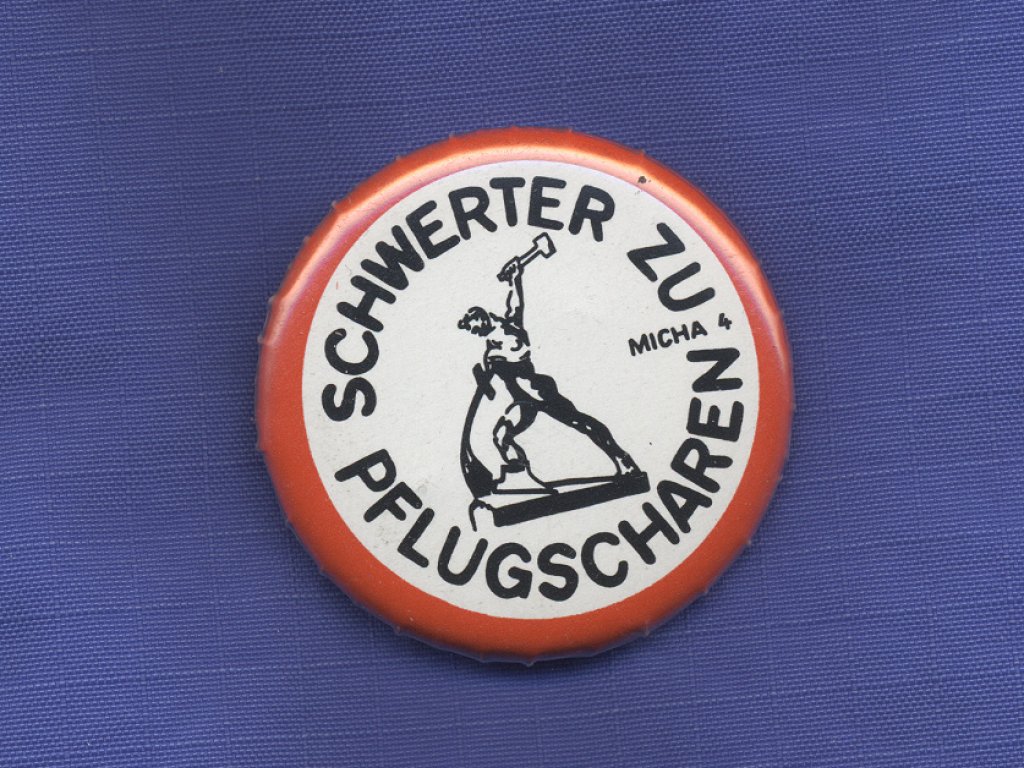 SCHWERTER ZU
PFLUGSCHAREN
MICHA 4